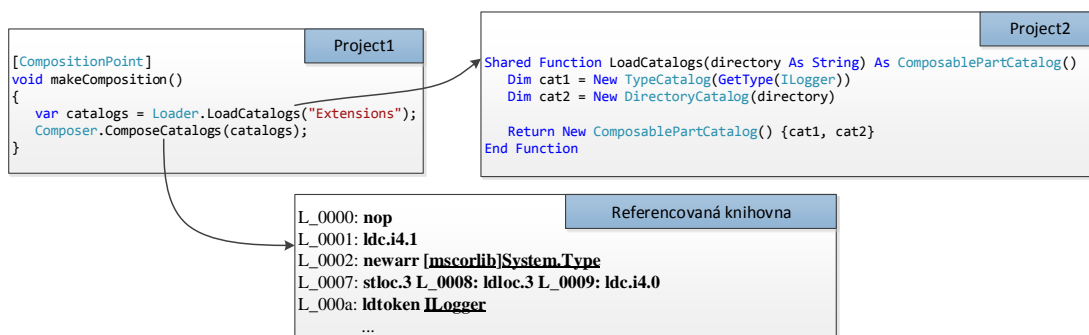 Project1
[CompositionPoint]
void makeComposition()
{
var catalogs = Loader.LoadCatalogs("Extensions");
Composer.ComposeCatalogs(catalogs);
}
Project2
Shared Function LoadCatalogs(directory As String) As ComposablePartCatalog()
Dim cat1 = New TypeCatalog(GetType(ILogger))
Dim cat2 = New DirectoryCatalog(directory)
Return New ComposablePartCatalog() {cat1, cat2}
End Function
Referencovaná knihovna
L_0000: nop
L_0001: ldc.i4.1
L_0002: newarr [mscorlib]System.Type
L_0007: stloc.3 L_0008: ldloc.3 L_0009: ldc.i4.0
L_000a: ldtoken ILogger
...